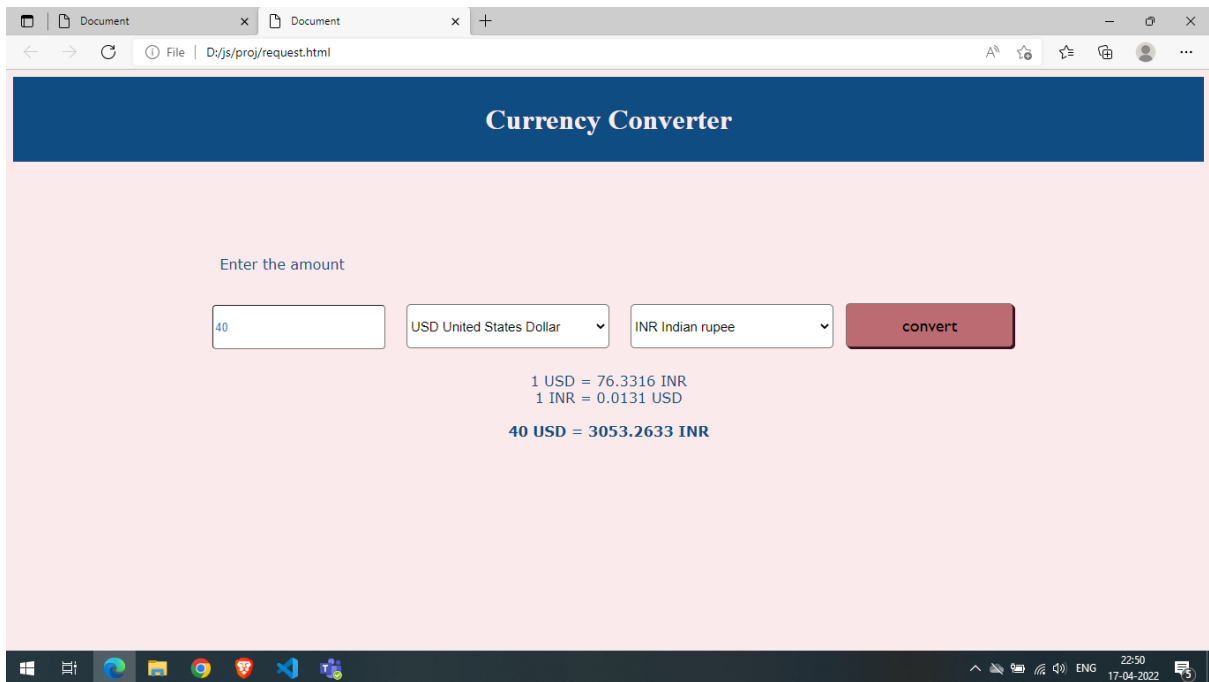 Document
Document
File
D:/js/proj/request.html
Currency Converter
Enter the amount
40
USD United States Dollar
INR Indian rupee
convert
1 USD = 76.3316 INR
1 INR = 0.0131 USD
40 USD = 3053.2633 INR
ENG
22:50
17-04-2022
5